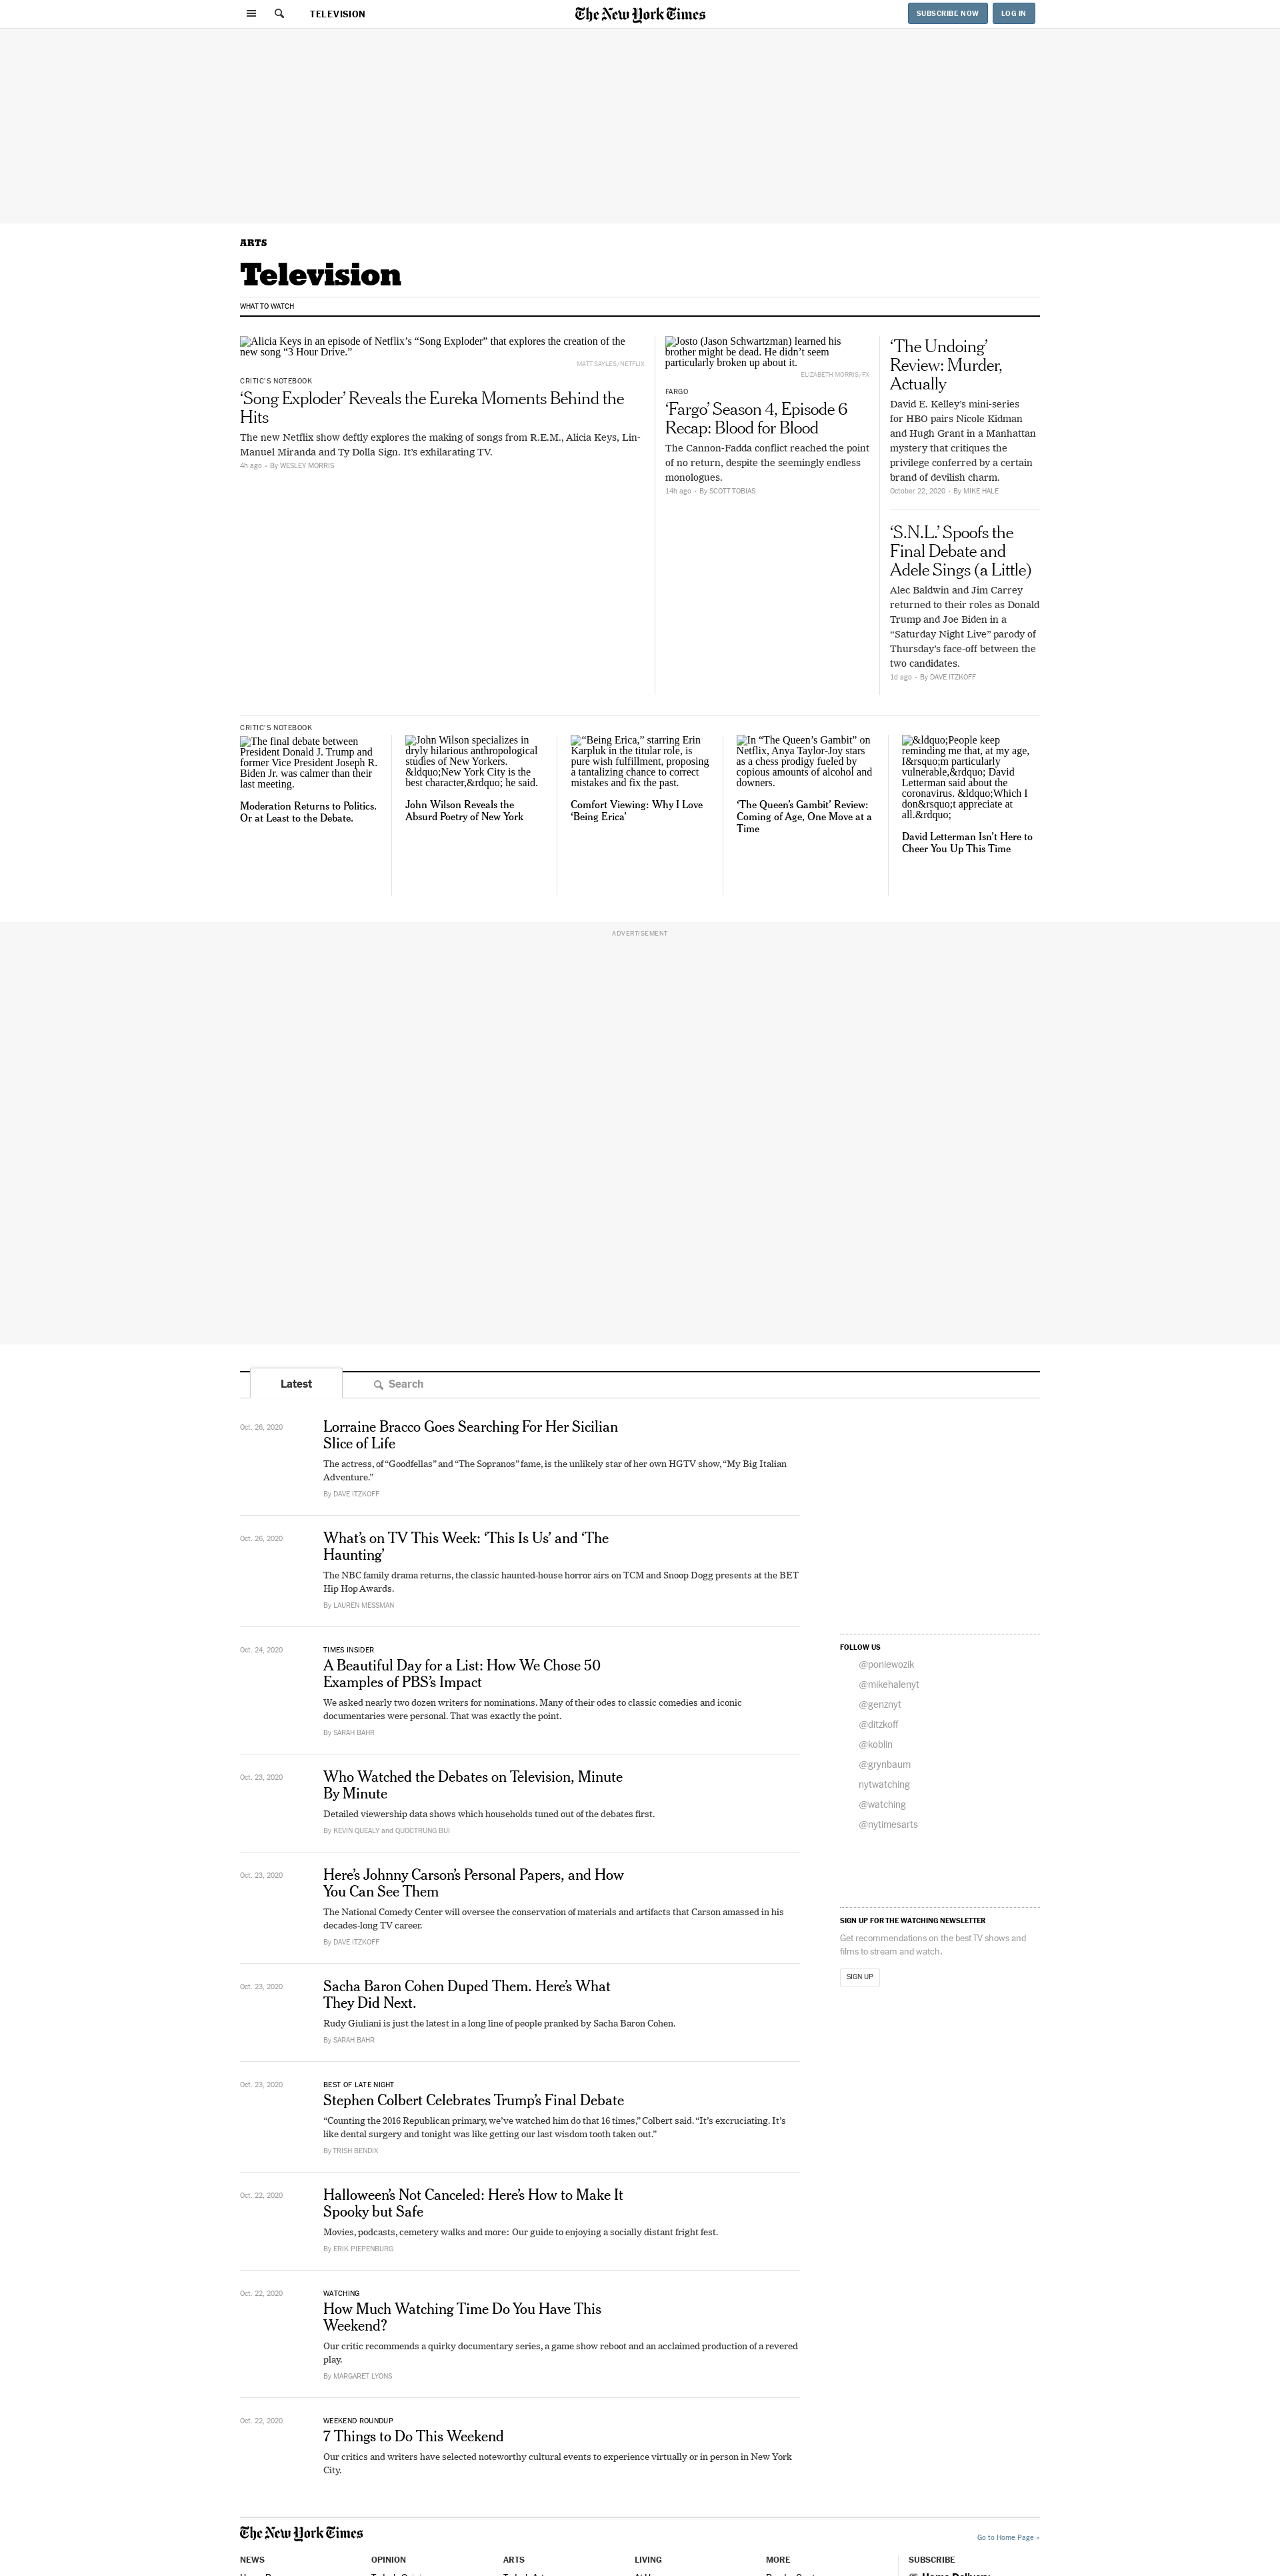 TELEVISION
The New York Times
SUBSCRIBE NOW
LOG IN
ARTS
Television
WHAT TO WATCH
Alicia Keys in an episode of Netflix’s “Song Exploder” that explores the creation of the
new song “3 Hour Drive.”
MATT SAYLES/NETFLIX
CRITIC’S NOTEBOOK
‘Song Exploder’ Reveals the Eureka Moments Behind the
Hits
The new Netflix show deftly explores the making of songs from R.E.M., Alicia Keys, Lin-
Manuel Miranda and Ty Dolla Sign. It’s exhilarating TV.
4h ago • By WESLEY MORRIS
Josto (Jason Schwartzman) learned his
brother might be dead. He didn’t seem
particularly broken up about it.
ELIZABETH MORRIS/FX
FARGO
‘Fargo’ Season 4, Episode 6
Recap: Blood for Blood
The Cannon-Fadda conflict reached the point
of no return, despite the seemingly endless
monologues.
14h ago • By SCOTT TOBIAS
‘The Undoing’
Review: Murder,
Actually
David E. Kelley’s mini-series
for HBO pairs Nicole Kidman
and Hugh Grant in a Manhattan
mystery that critiques the
privilege conferred by a certain
brand of devilish charm.
October 22, 2020 • By MIKE HALE
‘S.N.L.’ Spoofs the
Final Debate and
Adele Sings (a Little)
Alec Baldwin and Jim Carrey
returned to their roles as Donald
Trump and Joe Biden in a
“Saturday Night Live” parody of
Thursday’s face-off between the
two candidates.
1d ago • By DAVE ITZKOFF
CRITIC’S NOTEBOOK
The final debate between
President Donald J. Trump and
former Vice President Joseph R.
Biden Jr. was calmer than their
last meeting.
Moderation Returns to Politics.
Or at Least to the Debate.
John Wilson specializes in
dryly hilarious anthropological
studies of New Yorkers.
&ldquo;New York City is the
best character,&rdquo; he said.
John Wilson Reveals the
Absurd Poetry of New York
“Being Erica,” starring Erin
Karpluk in the titular role, is
pure wish fulfillment, proposing
a tantalizing chance to correct
mistakes and fix the past.
Comfort Viewing: Why I Love
‘Being Erica’
In “The Queen’s Gambit” on
Netflix, Anya Taylor-Joy stars
as a chess prodigy fueled by
copious amounts of alcohol and
downers.
‘The Queen’s Gambit’ Review:
Coming of Age, One Move at a
Time
&ldquo;People keep
reminding me that, at my age,
I&rsquo;m particularly
vulnerable,&rdquo; David
Letterman said about the
coronavirus. &ldquo;Which I
don&rsquo;t appreciate at
all.&rdquo;
David Letterman Isn’t Here to
Cheer You Up This Time
ADVERTISEMENT
Latest
Search
Oct. 26, 2020
Lorraine Bracco Goes Searching For Her Sicilian
Slice of Life
The actress, of “Goodfellas” and “The Sopranos” fame, is the unlikely star of her own HGTV show, “My Big Italian
Adventure.”
By DAVE ITZKOFF
Oct. 26, 2020
What’s on TV This Week: ‘This Is Us’ and ‘The
Haunting’
The NBC family drama returns, the classic haunted-house horror airs on TCM and Snoop Dogg presents at the BET
Hip Hop Awards.
By LAUREN MESSMAN
Oct. 24, 2020
TIMES INSIDER
A Beautiful Day for a List: How We Chose 50
Examples of PBS’s Impact
We asked nearly two dozen writers for nominations. Many of their odes to classic comedies and iconic
documentaries were personal. That was exactly the point.
By SARAH BAHR
Oct. 23, 2020
Who Watched the Debates on Television, Minute
By Minute
Detailed viewership data shows which households tuned out of the debates first.
By KEVIN QUEALY and QUOCTRUNG BUI
Oct. 23, 2020
Here’s Johnny Carson’s Personal Papers, and How
You Can See Them
The National Comedy Center will oversee the conservation of materials and artifacts that Carson amassed in his
decades-long TV career.
By DAVE ITZKOFF
Oct. 23, 2020
Sacha Baron Cohen Duped Them. Here’s What
They Did Next.
Rudy Giuliani is just the latest in a long line of people pranked by Sacha Baron Cohen.
By SARAH BAHR
Oct. 23, 2020
BEST OF LATE NIGHT
Stephen Colbert Celebrates Trump’s Final Debate
“Counting the 2016 Republican primary, we’ve watched him do that 16 times,” Colbert said. “It’s excruciating. It’s
like dental surgery and tonight was like getting our last wisdom tooth taken out.”
By TRISH BENDIX
Oct. 22, 2020
Halloween’s Not Canceled: Here’s How to Make It
Spooky but Safe
Movies, podcasts, cemetery walks and more: Our guide to enjoying a socially distant fright fest.
By ERIK PIEPENBURG
Oct. 22, 2020
WATCHING
How Much Watching Time Do You Have This
Weekend?
Our critic recommends a quirky documentary series, a game show reboot and an acclaimed production of a revered
play.
By MARGARET LYONS
Oct. 22, 2020
WEEKEND ROUNDUP
7 Things to Do This Weekend
Our critics and writers have selected noteworthy cultural events to experience virtually or in person in New York
City.
FOLLOW US
@poniewozik
@mikehalenyt
@genznyt
@ditzkoff
@koblin
@grynbaum
nytwatching
@watching
@nytimesarts
SIGN UP FOR THE WATCHING NEWSLETTER
Get recommendations on the best TV shows and
films to stream and watch.
SIGN UP
The New York Times
Go to Home Page »
NEWS
OPINION
ARTS
LIVING
MORE
SUBSCRIBE